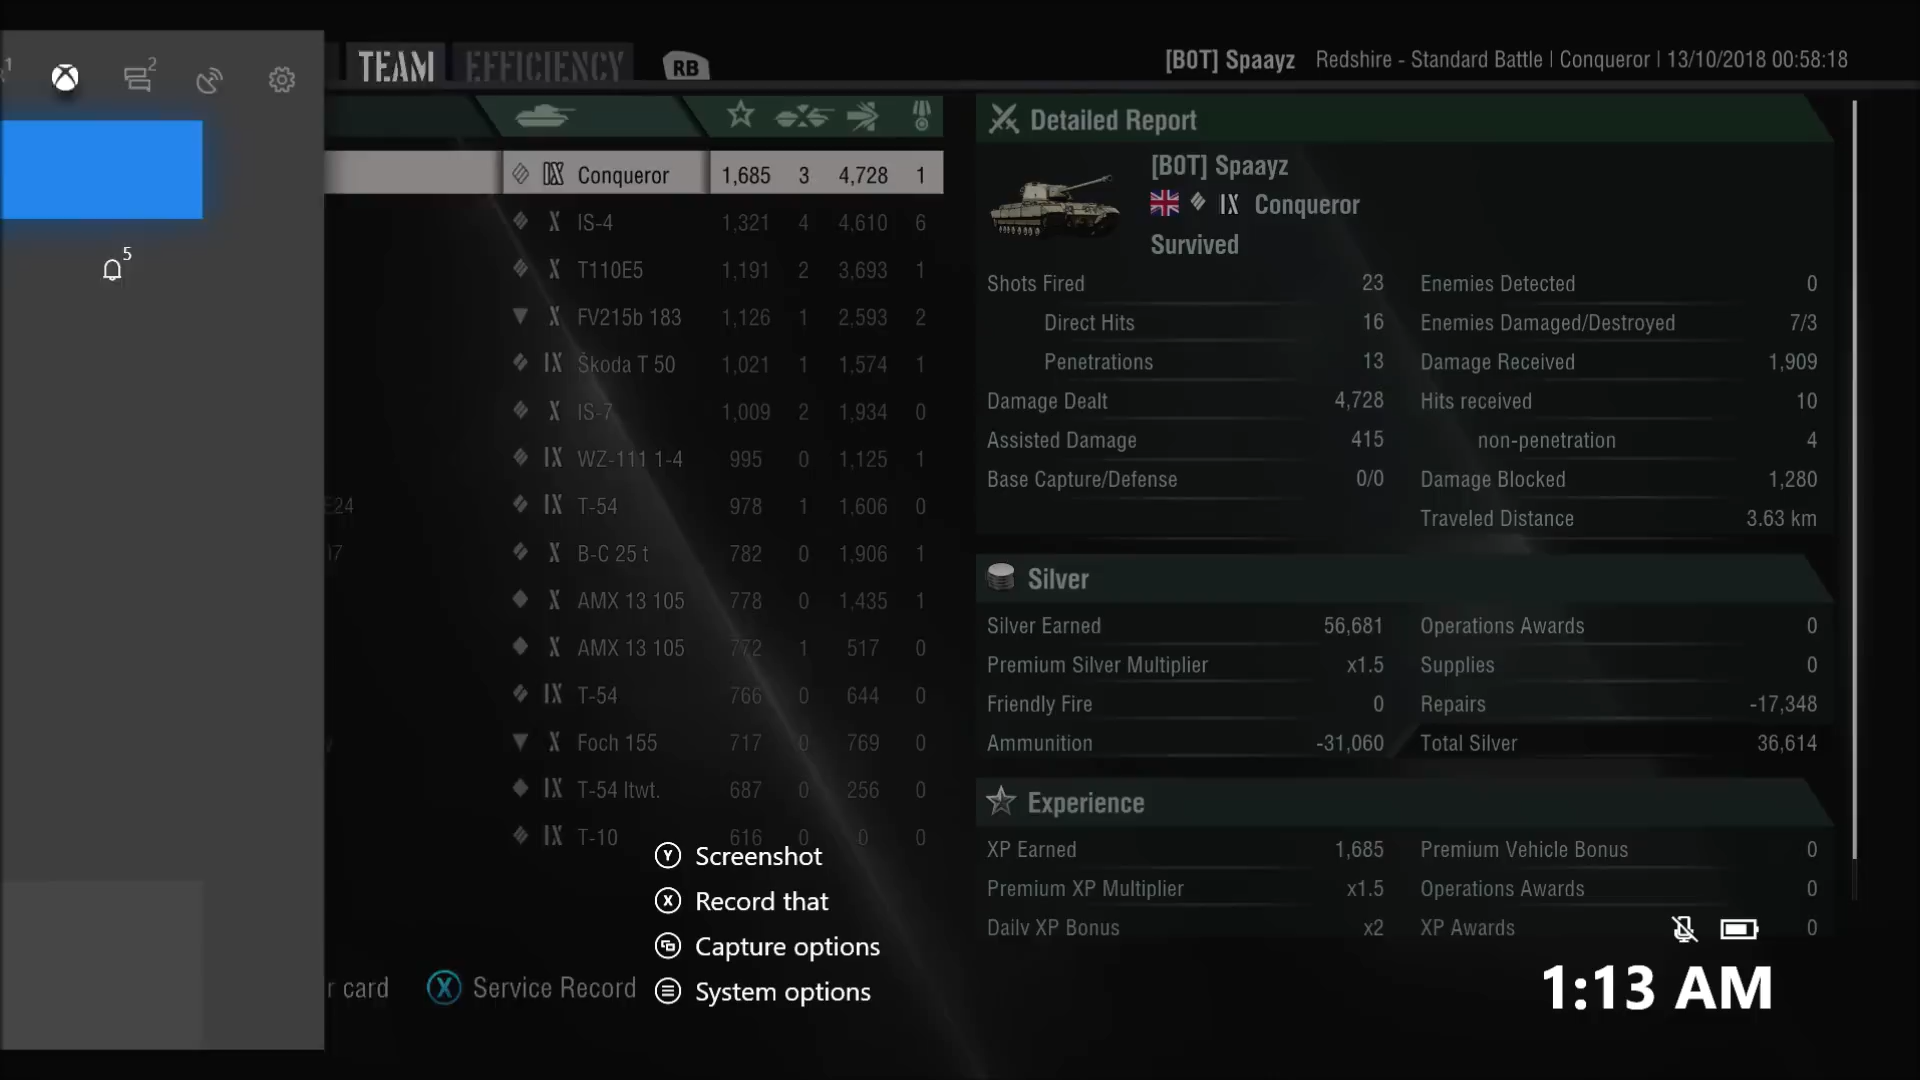 1 2
TEAM EFFICIENCY RB
[BOT] Spaayz Redshire - Standard Battle | Conqueror | 13/10/2018 00:58:18
5
IX Conqueror 1,685 3 4,728 1
X IS-4 1,321 4 4,610 6
X T110E5 1,191 2 3,693 1
X FV215b 183 1,126 1 2,593 2
IX Škoda T 50 1,021 1 1,574 1
X IS-7 1,009 2 1,934 0
IX WZ-111 1-4 995 0 1,125 1
E24 IX T-54 978 1 1,606 0
17 X B-C 25 t 782 0 1,906 1
X AMX 13 105 778 0 1,435 1
X AMX 13 105 772 1 517 0
IX T-54 766 0 644 0
X Foch 155 717 0 769 0
IX T-54 ltwt. 687 0 256 0
IX T-10 616 0 0 0
Detailed Report
[BOT] Spaayz
IX Conqueror
Survived
Shots Fired 23
Direct Hits 16
Penetrations 13
Damage Dealt 4,728
Assisted Damage 415
Base Capture/Defense 0/0
Enemies Detected 0
Enemies Damaged/Destroyed 7/3
Damage Received 1,909
Hits received 10
non-penetration 4
Damage Blocked 1,280
Traveled Distance 3.63 km
Silver
Silver Earned 56,681
Premium Silver Multiplier x1.5
Friendly Fire 0
Ammunition -31,060
Operations Awards 0
Supplies 0
Repairs -17,348
Total Silver 36,614
Experience
XP Earned 1,685
Premium XP Multiplier x1.5
Daily XP Bonus x2
Premium Vehicle Bonus 0
Operations Awards 0
XP Awards 0
Y Screenshot
X Record that
Capture options
System options
r card X Service Record
1:13 AM